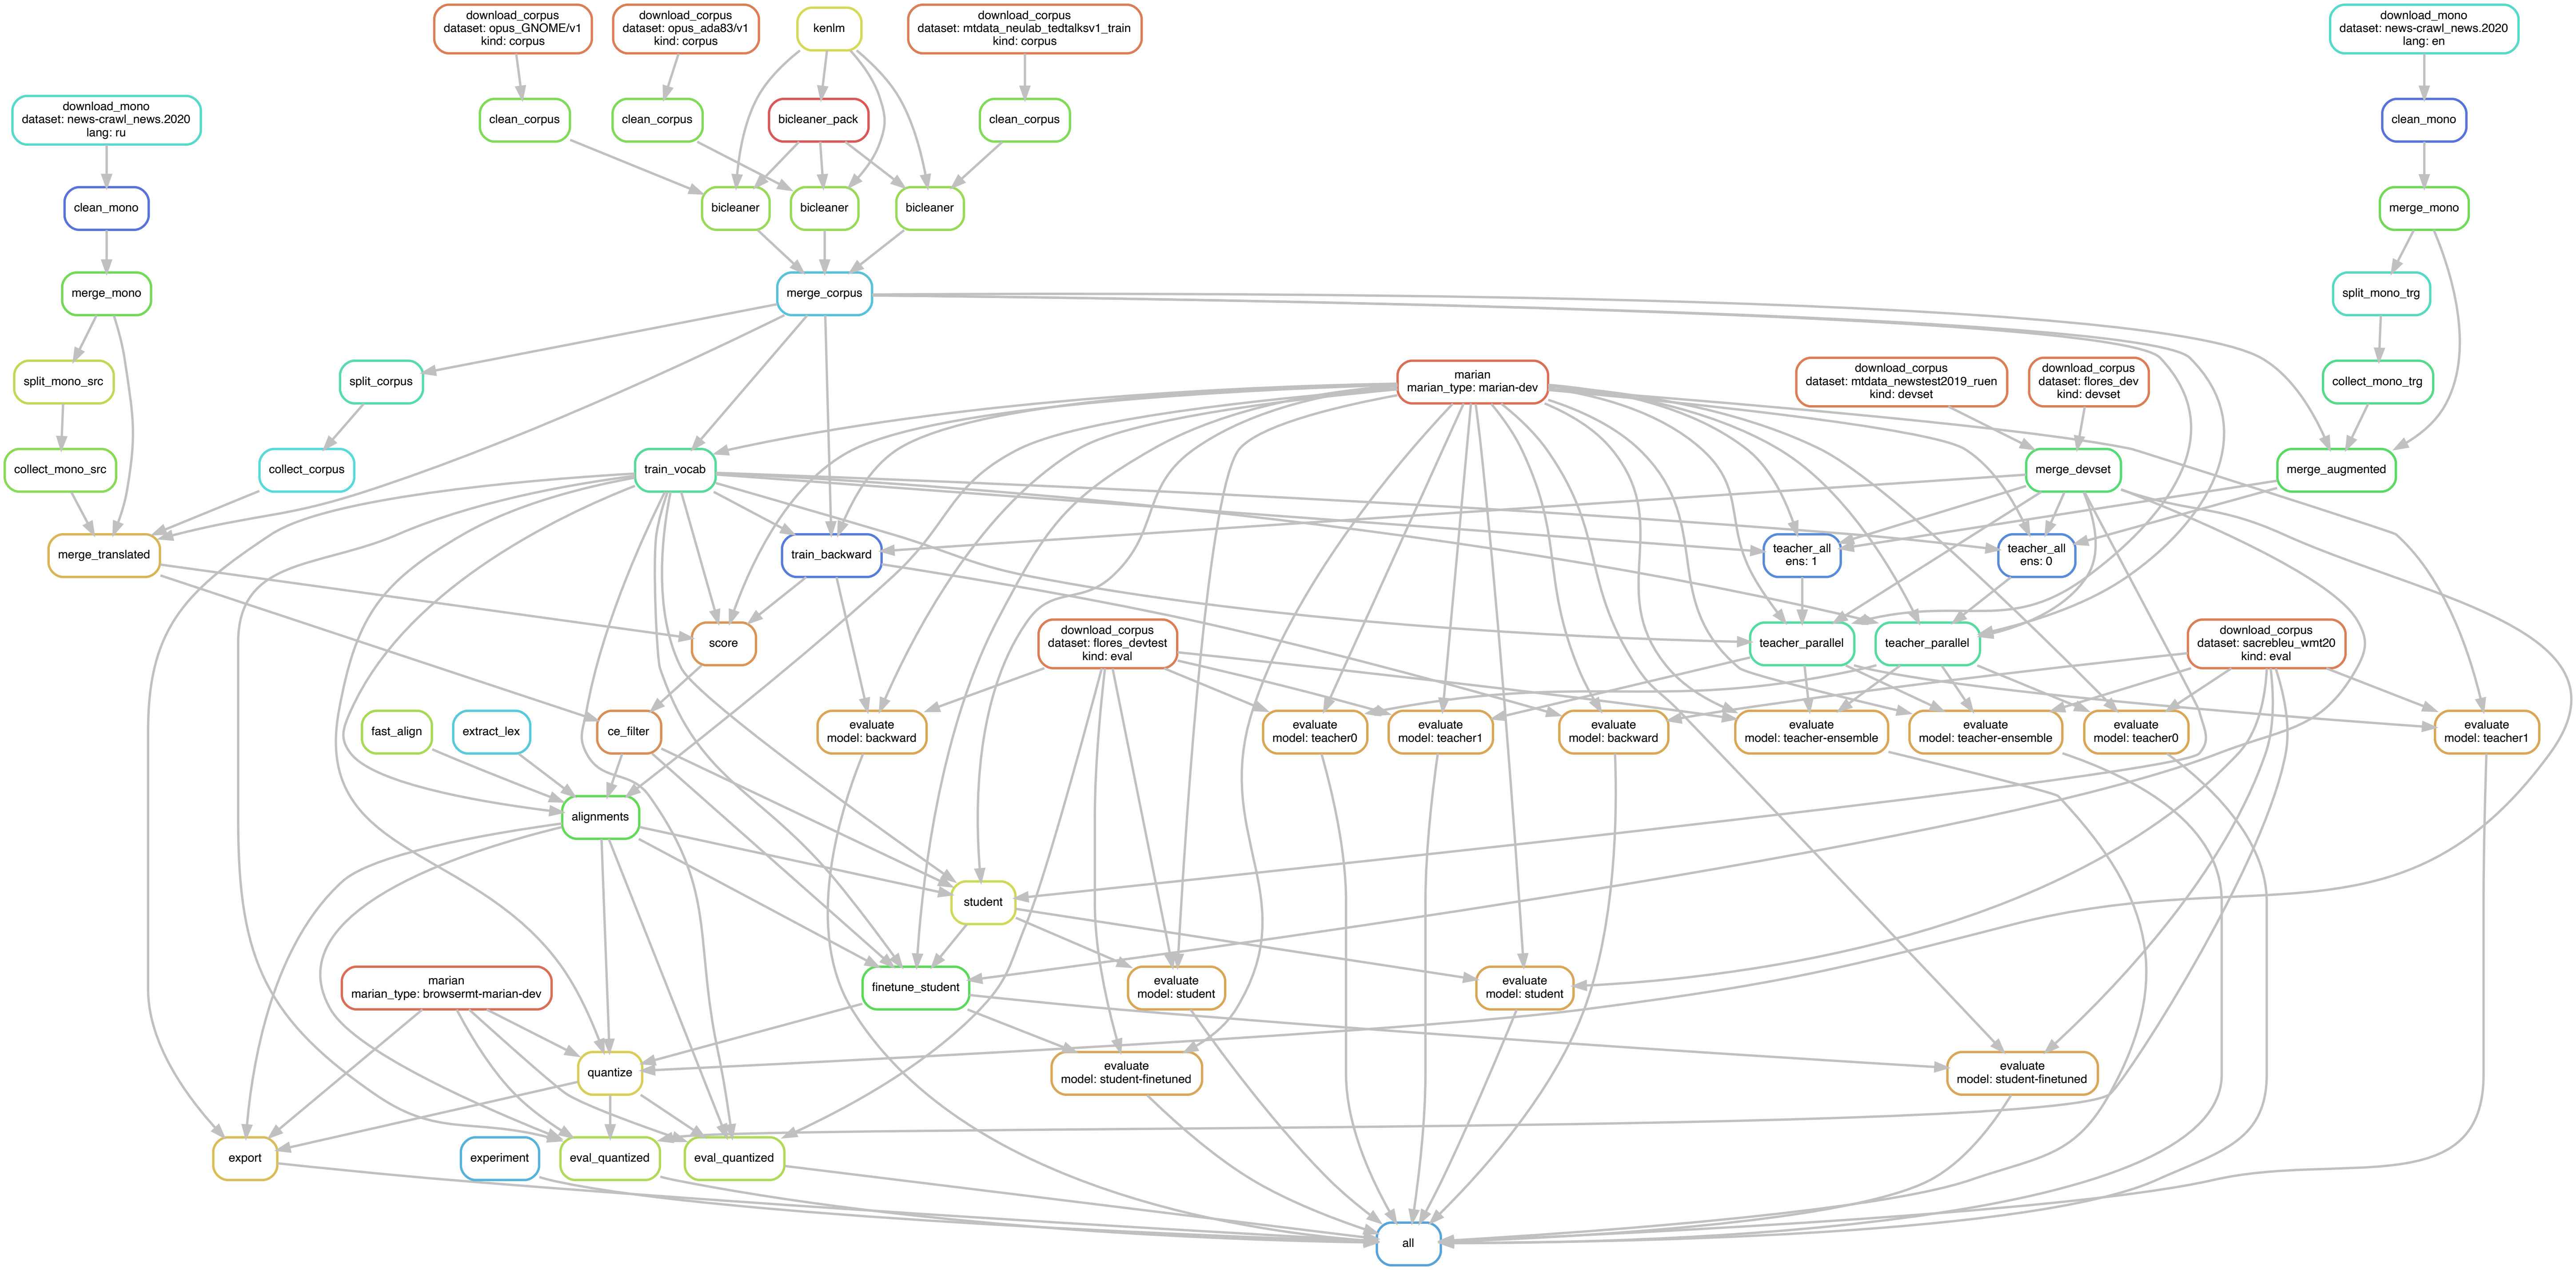 download_corpus
dataset: opus_GNOME/v1
kind: corpus
download_corpus
dataset: opus_ada83/v1
kind: corpus
kenlm
download_corpus
dataset: mtdata_neulab_tedtalksv1_train
kind: corpus
download_mono
dataset: news-crawl_news.2020
lang: en
download_mono
dataset: news-crawl_news.2020
lang: ru
clean_corpus
clean_corpus
bicleaner_pack
clean_corpus
clean_mono
clean_mono
bicleaner
bicleaner
bicleaner
merge_mono
merge_mono
merge_corpus
split_mono_trg
split_mono_src
split_corpus
marian
marian_type: marian-dev
download_corpus
dataset: mtdata_newstest2019_ruen
kind: devset
download_corpus
dataset: flores_dev
kind: devset
collect_mono_trg
collect_mono_src
collect_corpus
train_vocab
merge_devset
merge_augmented
merge_translated
train_backward
teacher_all
ens: 1
teacher_all
ens: 0
score
download_corpus
dataset: flores_devtest
kind: eval
teacher_parallel
teacher_parallel
download_corpus
dataset: sacrebleu_wmt20
kind: eval
fast_align
extract_lex
ce_filter
evaluate
model: backward
evaluate
model: teacher0
evaluate
model: teacher1
evaluate
model: backward
evaluate
model: teacher-ensemble
evaluate
model: teacher-ensemble
evaluate
model: teacher0
evaluate
model: teacher1
alignments
student
marian
marian_type: browsermt-marian-dev
finetune_student
evaluate
model: student
evaluate
model: student
quantize
evaluate
model: student-finetuned
evaluate
model: student-finetuned
export
experiment
eval_quantized
eval_quantized
all